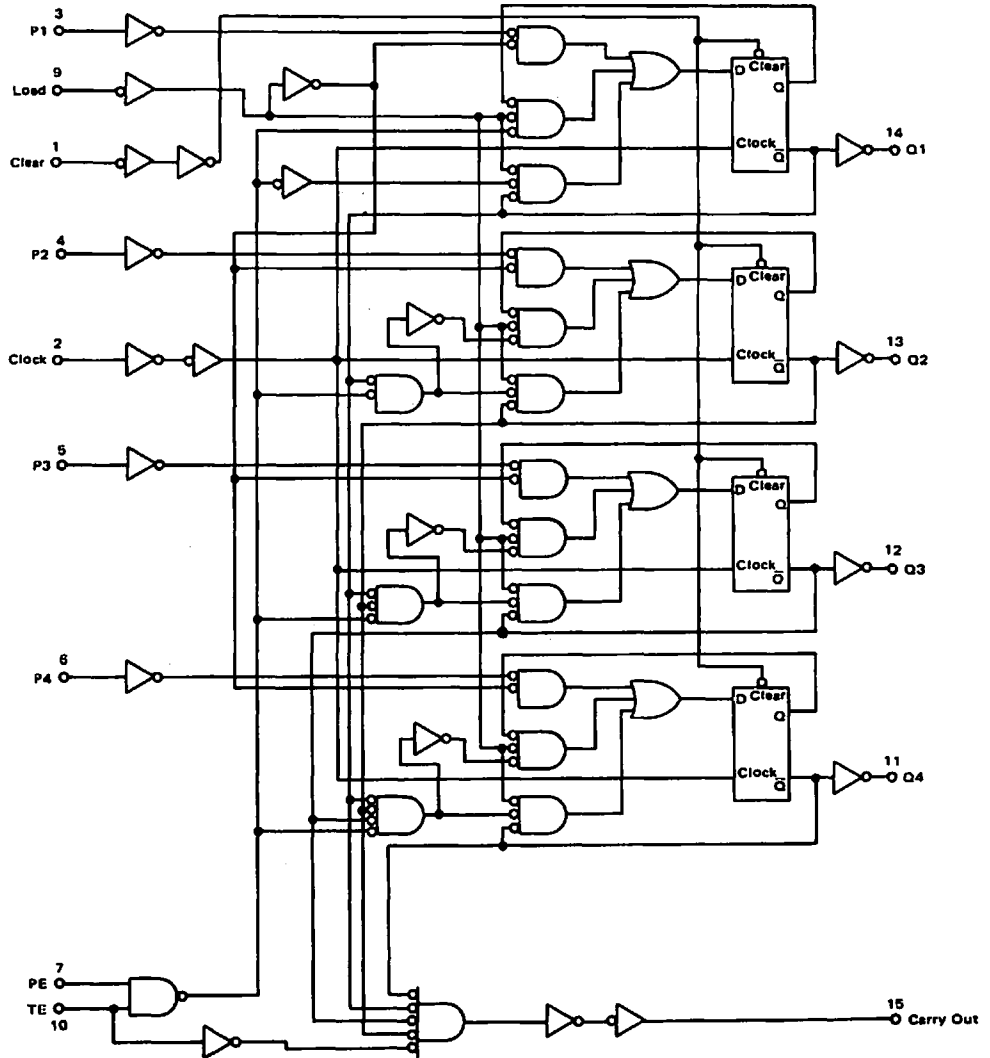 3
P1
9
Load
1
Clear
D Clear
Q
Clock
Q̅
14
Q1
4
P2
2
Clock
D Clear
Q
Clock
Q̅
13
Q2
5
P3
D Clear
Q
Clock
Q̅
12
Q3
6
P4
D Clear
Q
Clock
Q̅
11
Q4
7
PE
TE
10
15
Carry Out